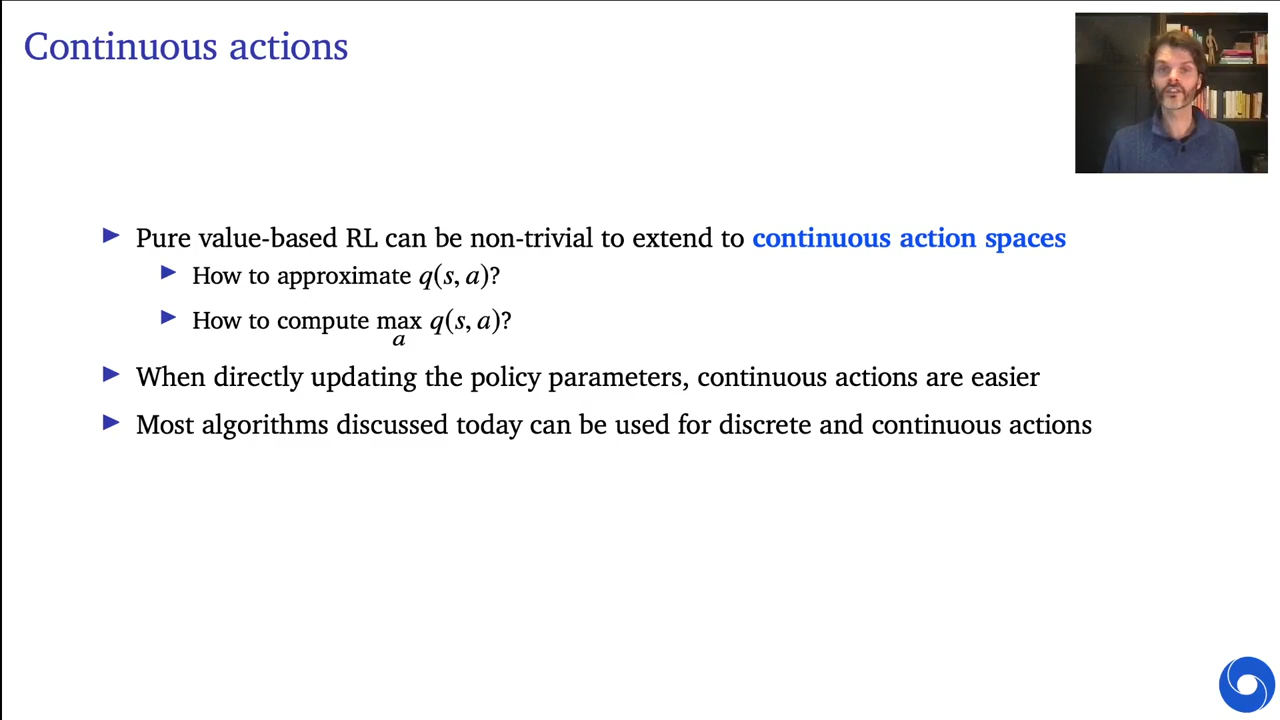 Continuous actions
Pure value-based RL can be non-trivial to extend to continuous action spaces
How to approximate q(s, a)?
How to compute max q(s, a)?
a
When directly updating the policy parameters, continuous actions are easier
Most algorithms discussed today can be used for discrete and continuous actions